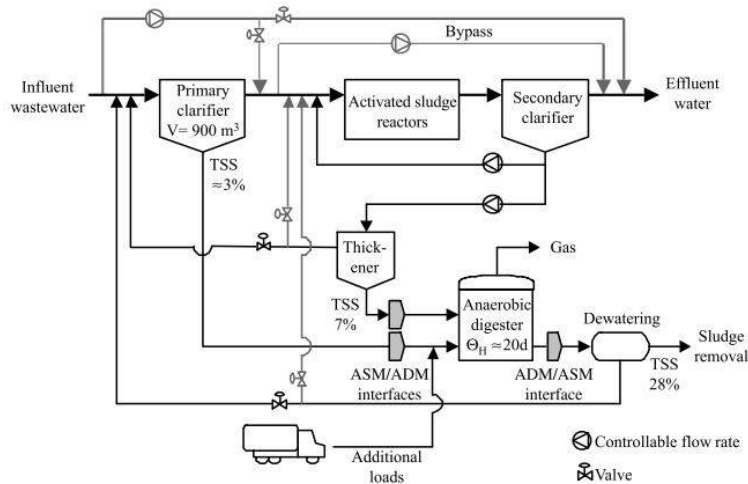 Bypass
Influent
wastewater
Primary
clarifier
V= 900 m³
Activated sludge
reactors
Secondary
clarifier
Effluent
water
TSS
≈3%
Thick-
ener
TSS
7%
Gas
Anaerobic
digester
Θ_H ≈20d
Dewatering
Sludge
removal
TSS
28%
ASM/ADM
interfaces
ADM/ASM
interface
Additional
loads
Controllable flow rate
Valve